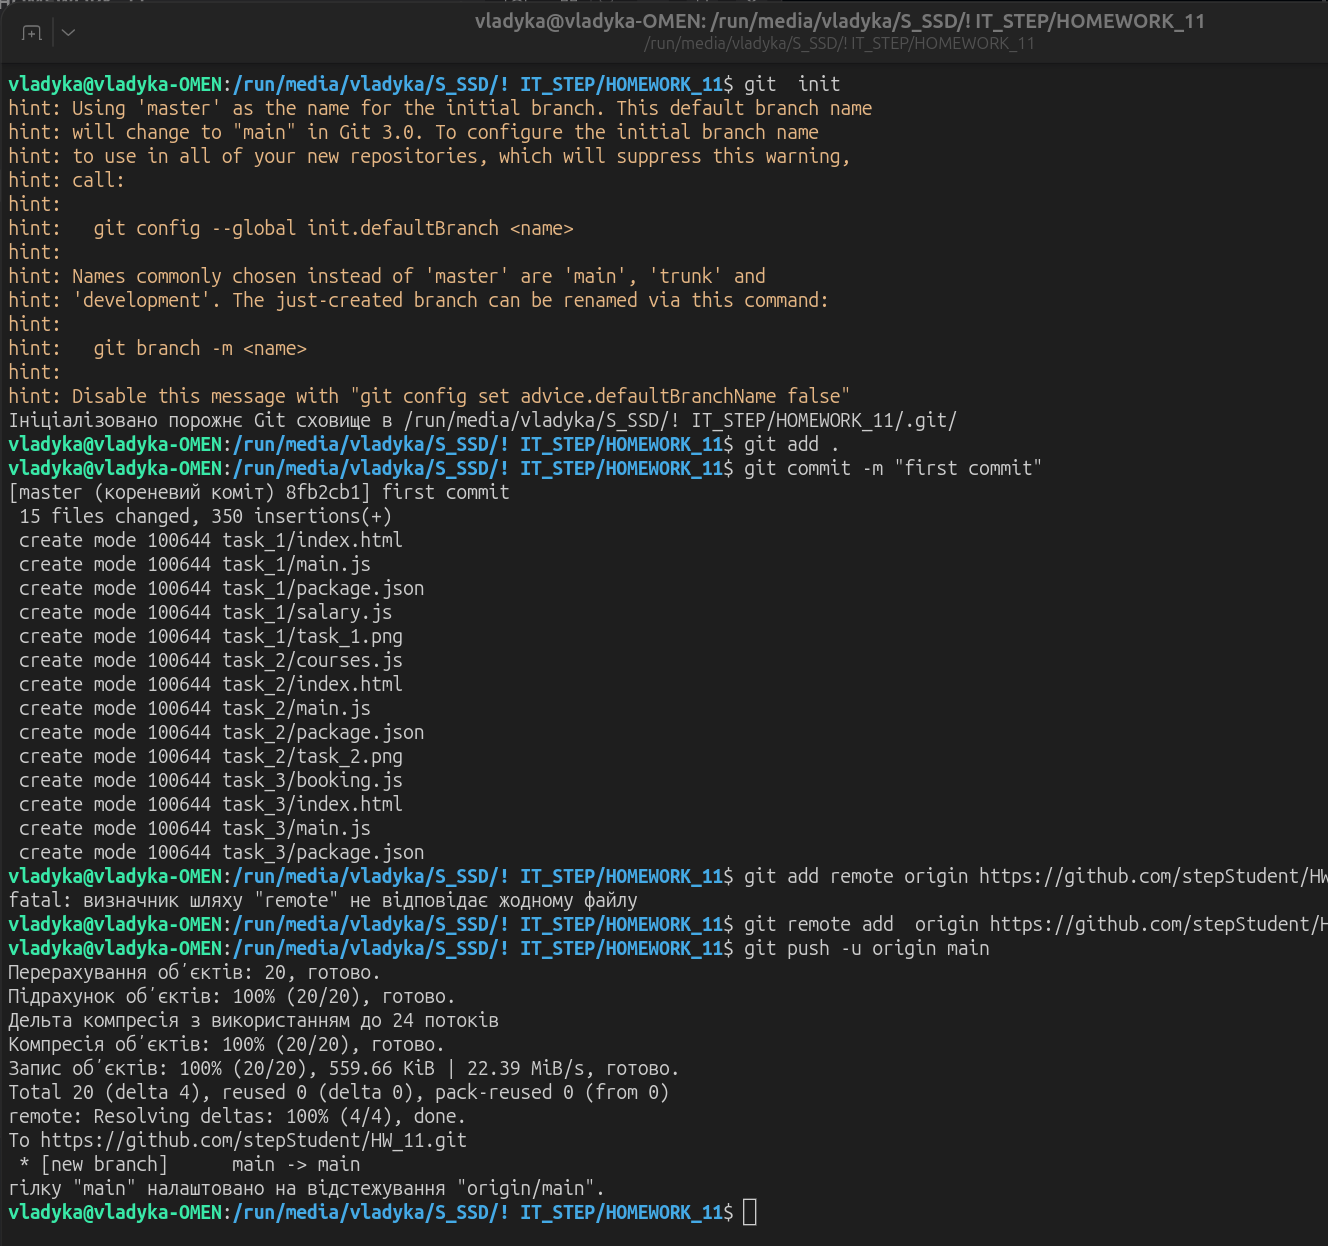 vladyka@vladyka-OMEN: /run/media/vladyka/S_SSD/! IT_STEP/HOMEWORK_11
/run/media/vladyka/S_SSD/! IT_STEP/HOMEWORK_11
vladyka@vladyka-OMEN:/run/media/vladyka/S_SSD/! IT_STEP/HOMEWORK_11$ git  init
hint: Using 'master' as the name for the initial branch. This default branch name
hint: will change to "main" in Git 3.0. To configure the initial branch name
hint: to use in all of your new repositories, which will suppress this warning,
hint: call:
hint:
hint:   git config --global init.defaultBranch <name>
hint:
hint: Names commonly chosen instead of 'master' are 'main', 'trunk' and
hint: 'development'. The just-created branch can be renamed via this command:
hint:
hint:   git branch -m <name>
hint:
hint: Disable this message with "git config set advice.defaultBranchName false"
Ініціалізовано порожнє Git сховище в /run/media/vladyka/S_SSD/! IT_STEP/HOMEWORK_11/.git/
vladyka@vladyka-OMEN:/run/media/vladyka/S_SSD/! IT_STEP/HOMEWORK_11$ git add .
vladyka@vladyka-OMEN:/run/media/vladyka/S_SSD/! IT_STEP/HOMEWORK_11$ git commit -m "first commit"
[master (кореневий коміт) 8fb2cb1] first commit
 15 files changed, 350 insertions(+)
 create mode 100644 task_1/index.html
 create mode 100644 task_1/main.js
 create mode 100644 task_1/package.json
 create mode 100644 task_1/salary.js
 create mode 100644 task_1/task_1.png
 create mode 100644 task_2/courses.js
 create mode 100644 task_2/index.html
 create mode 100644 task_2/main.js
 create mode 100644 task_2/package.json
 create mode 100644 task_2/task_2.png
 create mode 100644 task_3/booking.js
 create mode 100644 task_3/index.html
 create mode 100644 task_3/main.js
 create mode 100644 task_3/package.json
vladyka@vladyka-OMEN:/run/media/vladyka/S_SSD/! IT_STEP/HOMEWORK_11$ git add remote origin https://github.com/stepStudent/HW
fatal: визначник шляху "remote" не відповідає жодному файлу
vladyka@vladyka-OMEN:/run/media/vladyka/S_SSD/! IT_STEP/HOMEWORK_11$ git remote add  origin https://github.com/stepStudent/H
vladyka@vladyka-OMEN:/run/media/vladyka/S_SSD/! IT_STEP/HOMEWORK_11$ git push -u origin main
Перерахування об'єктів: 20, готово.
Підрахунок об'єктів: 100% (20/20), готово.
Дельта компресія з використанням до 24 потоків
Компресія об'єктів: 100% (20/20), готово.
Запис об'єктів: 100% (20/20), 559.66 KiB | 22.39 MiB/s, готово.
Total 20 (delta 4), reused 0 (delta 0), pack-reused 0 (from 0)
remote: Resolving deltas: 100% (4/4), done.
To https://github.com/stepStudent/HW_11.git
 * [new branch]      main -> main
гілку "main" налаштовано на відстежування "origin/main".
vladyka@vladyka-OMEN:/run/media/vladyka/S_SSD/! IT_STEP/HOMEWORK_11$